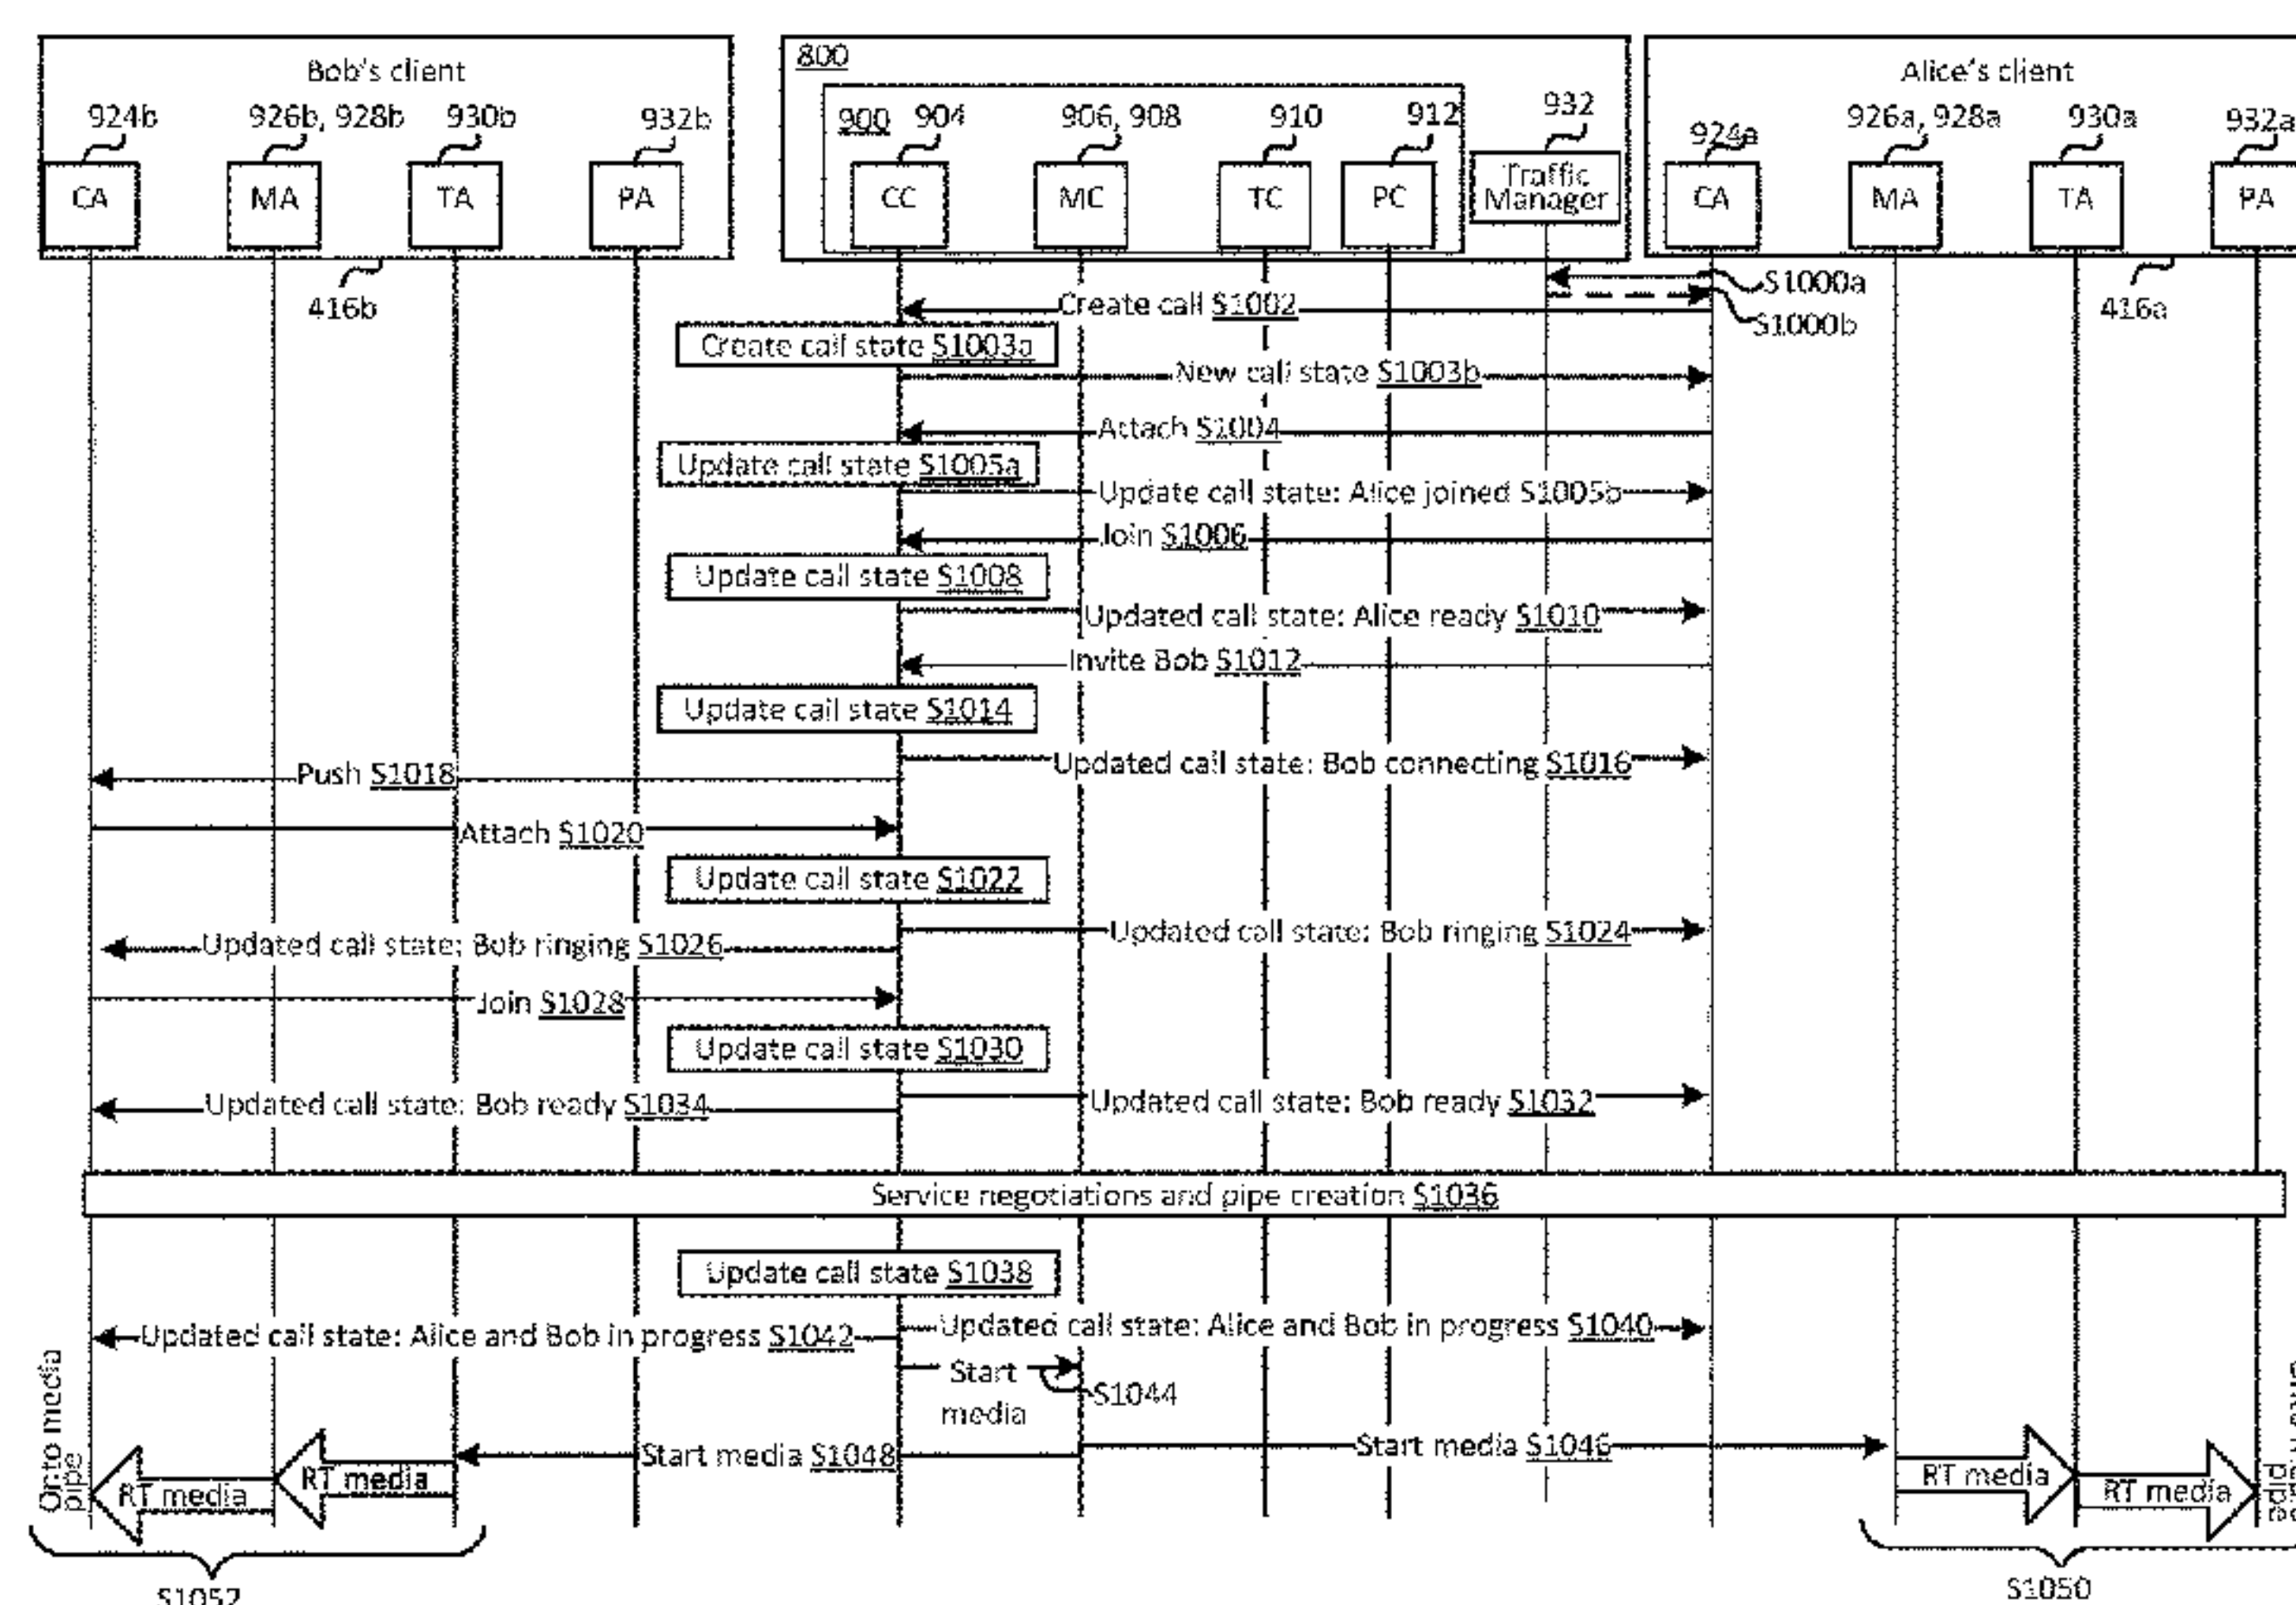 Bob's client
800
Alice's client
924b
926b, 928b
930b
932b
900
904
906, 908
910
912
932
924a
926a, 928a
930a
932a
CA
MA
TA
PA
CC
MC
TC
PC
Traffic
Manager
CA
MA
TA
PA
416b
416a
S1000a
S1000b
Create call S1002
Create call state S1003a
New call state S1003b
Attach S1004
Update call state S1005a
Update call state: Alice joined S1005b
Join S1006
Update call state S1008
Updated call state: Alice ready S1010
Invite Bob S1012
Update call state S1014
Updated call state: Bob connecting S1016
Push S1018
Attach S1020
Update call state S1022
Updated call state: Bob ringing S1024
Updated call state: Bob ringing S1026
Join S1028
Update call state S1030
Updated call state: Bob ready S1034
Updated call state: Bob ready S1032
Service negotiations and pipe creation S1036
Update call state S1038
Updated call state: Alice and Bob in progress S1042
Updated call state: Alice and Bob in progress S1040
Start
media
S1044
Start media S1048
Start media S1046
Onto media
pipe
RT media
RT media
RT media
RT media
S1052
S1050